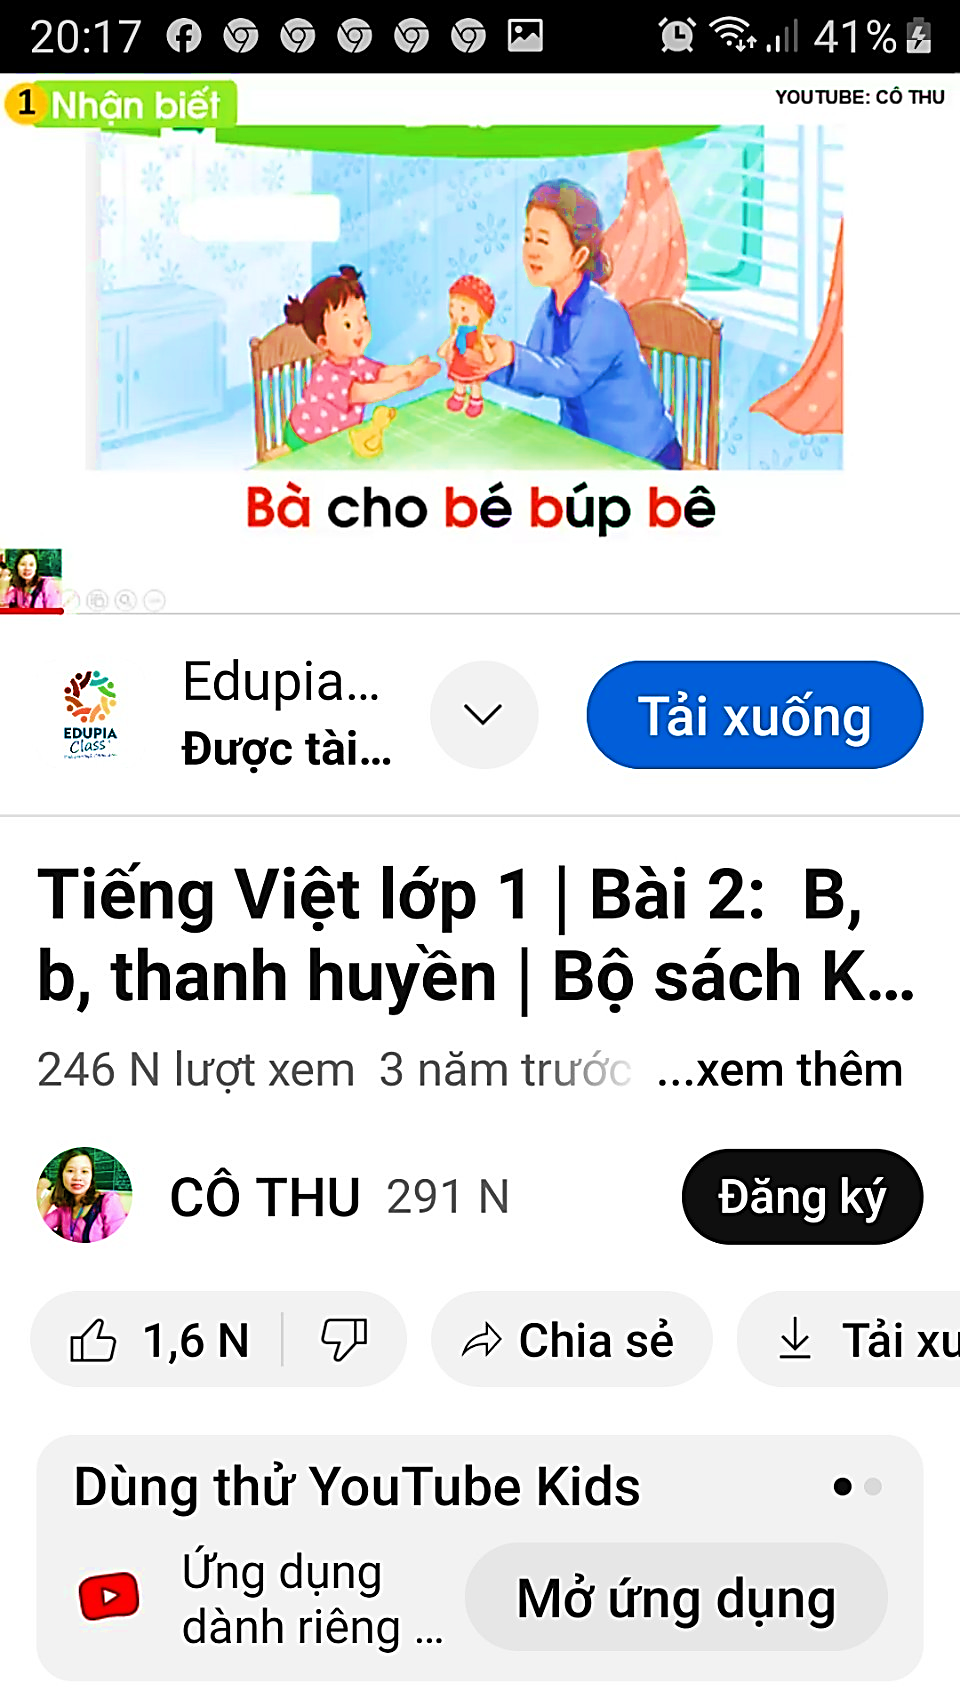 20:17 41%
1 Nhận biết
YOUTUBE: CÔ THU
Bà cho bé búp bê
Edupia...
Được tài...
EDUPIA
Class
Tải xuống
Tiếng Việt lớp 1 | Bài 2: B,
b, thanh huyền | Bộ sách K...
246 N lượt xem 3 năm trước ...xem thêm
CÔ THU 291 N
Đăng ký
1,6 N
Chia sẻ
Tải xu
Dùng thử YouTube Kids
Ứng dụng
dành riêng ...
Mở ứng dụng